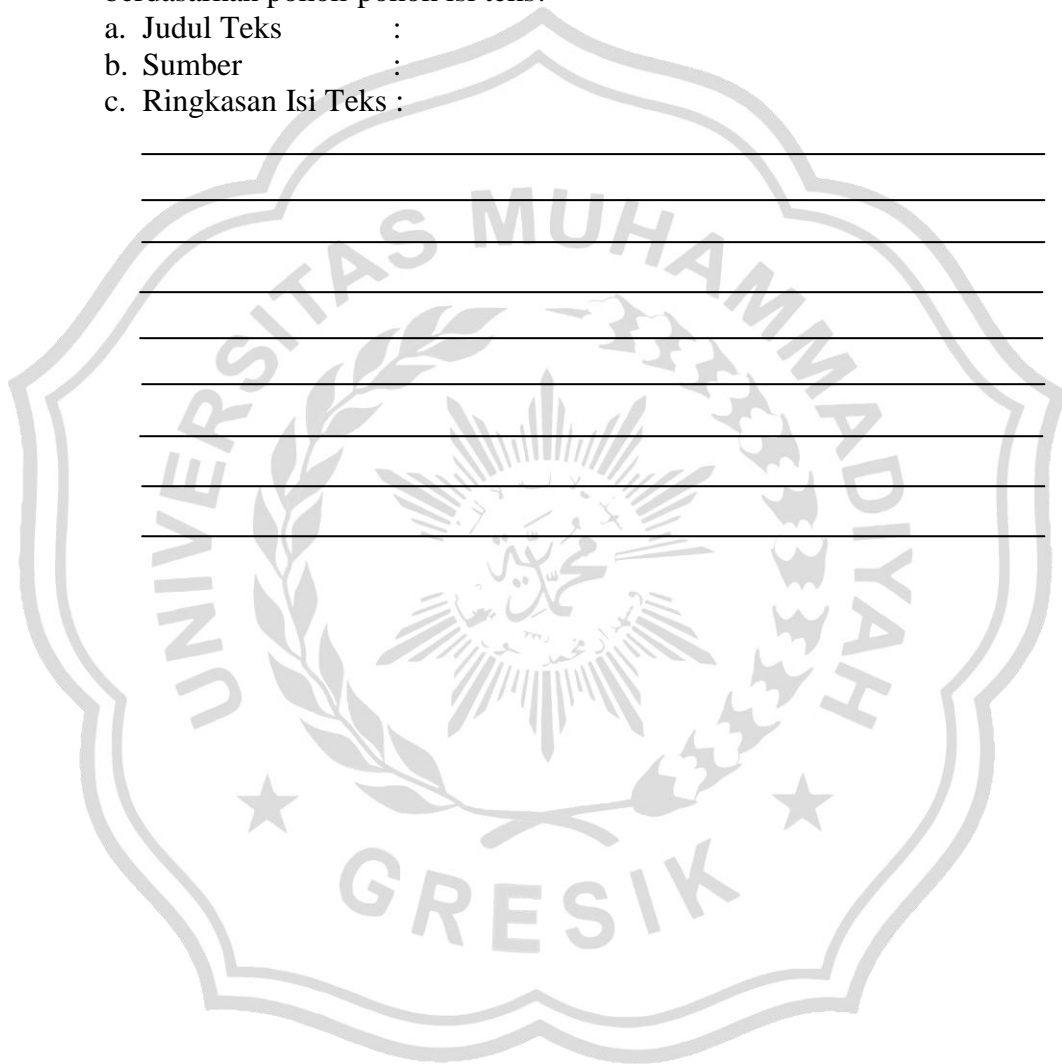 a. Judul Teks :
b. Sumber :
c. Ringkasan Isi Teks :
UNIVERSITAS MUHAMMADIYAH
GRESIK